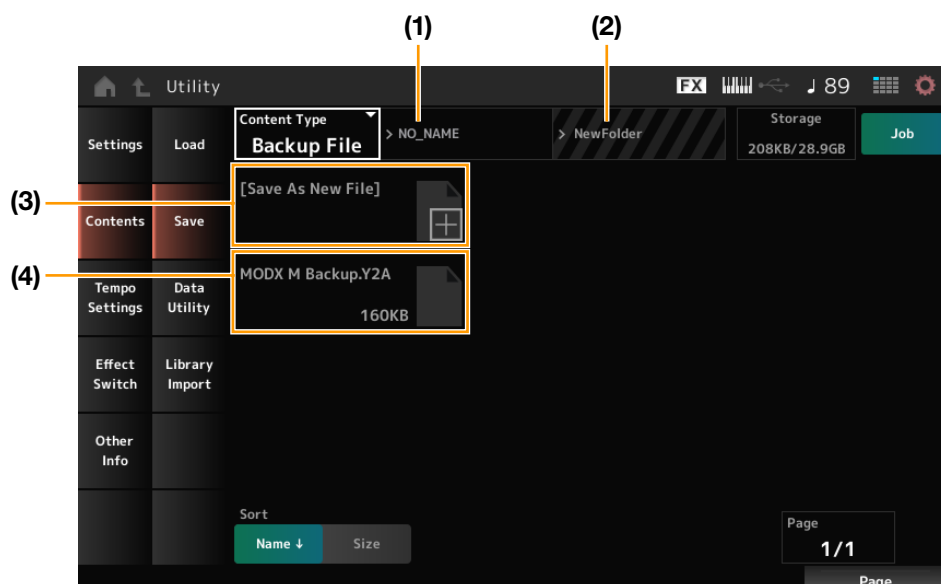 (1)
(2)
Utility
FX
89
Settings
Load
Content Type
Backup File
> NO_NAME
> NewFolder
Storage
208KB/28.9GB
Job
(3)
[Save As New File]
Contents
Save
(4)
MODX M Backup.Y2A
160KB
Tempo
Settings
Data
Utility
Effect
Switch
Library
Import
Other
Info
Sort
Name ↓
Size
Page
1/1
Page